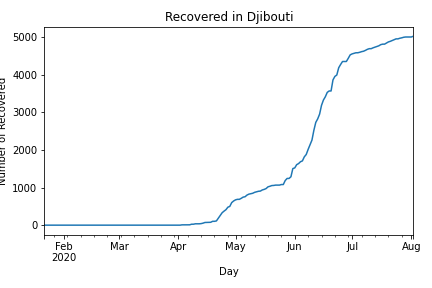 Recovered in Djibouti
Number of Recovered
5000
4000
3000
2000
1000
0
Feb
2020
Mar
Apr
May
Jun
Jul
Aug
Day